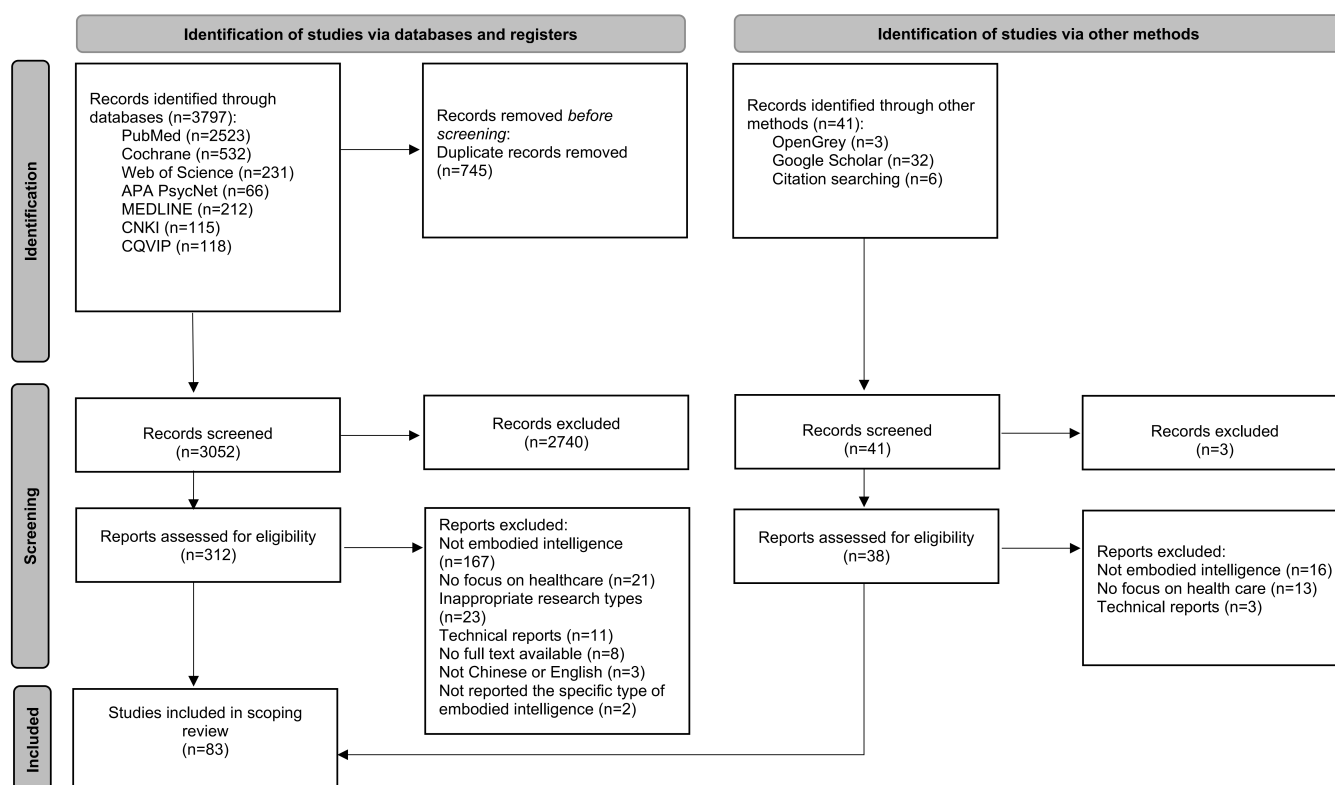 Identification of studies via databases and registers
Identification of studies via other methods
Identification
Records identified through
databases (n=3797):
PubMed (n=2523)
Cochrane (n=532)
Web of Science (n=231)
APA PsycNet (n=66)
MEDLINE (n=212)
CNKI (n=115)
CQVIP (n=118)
Records removed before
screening:
Duplicate records removed
(n=745)
Records identified through other
methods (n=41):
OpenGrey (n=3)
Google Scholar (n=32)
Citation searching (n=6)
Screening
Records screened
(n=3052)
Records excluded
(n=2740)
Records screened
(n=41)
Records excluded
(n=3)
Reports assessed for eligibility
(n=312)
Reports excluded:
Not embodied intelligence
(n=167)
No focus on healthcare (n=21)
Inappropriate research types
(n=23)
Technical reports (n=11)
No full text available (n=8)
Not Chinese or English (n=3)
Not reported the specific type of
embodied intelligence (n=2)
Reports assessed for eligibility
(n=38)
Reports excluded:
Not embodied intelligence (n=16)
No focus on health care (n=13)
Technical reports (n=3)
Included
Studies included in scoping
review
(n=83)